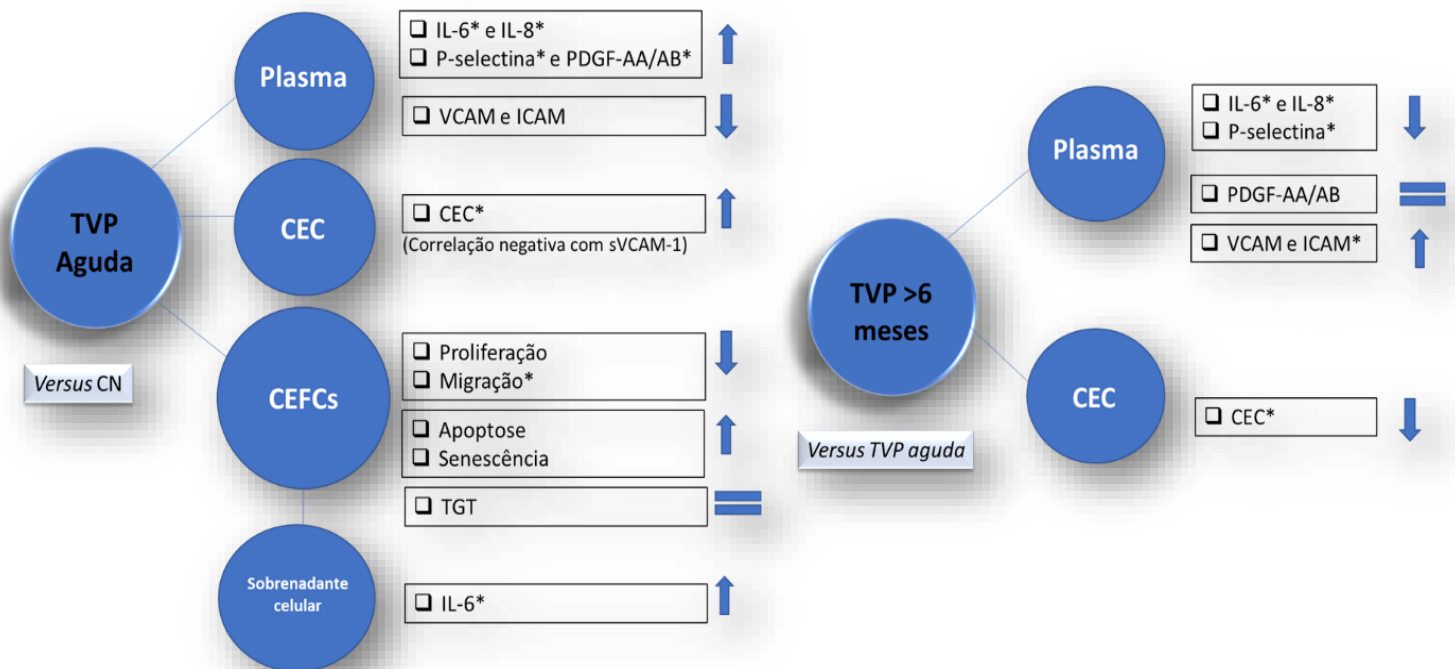 TVP
Aguda
Versus CN
Plasma
❑ IL-6* e IL-8*
❑ P-selectina* e PDGF-AA/AB*
❑ VCAM e ICAM
CEC
❑ CEC*
(Correlação negativa com sVCAM-1)
CEFCs
❑ Proliferação
❑ Migração*
❑ Apoptose
❑ Senescência
❑ TGT
Sobrenadante
celular
❑ IL-6*
TVP >6
meses
Versus TVP aguda
Plasma
❑ IL-6* e IL-8*
❑ P-selectina*
❑ PDGF-AA/AB
❑ VCAM e ICAM*
CEC
❑ CEC*